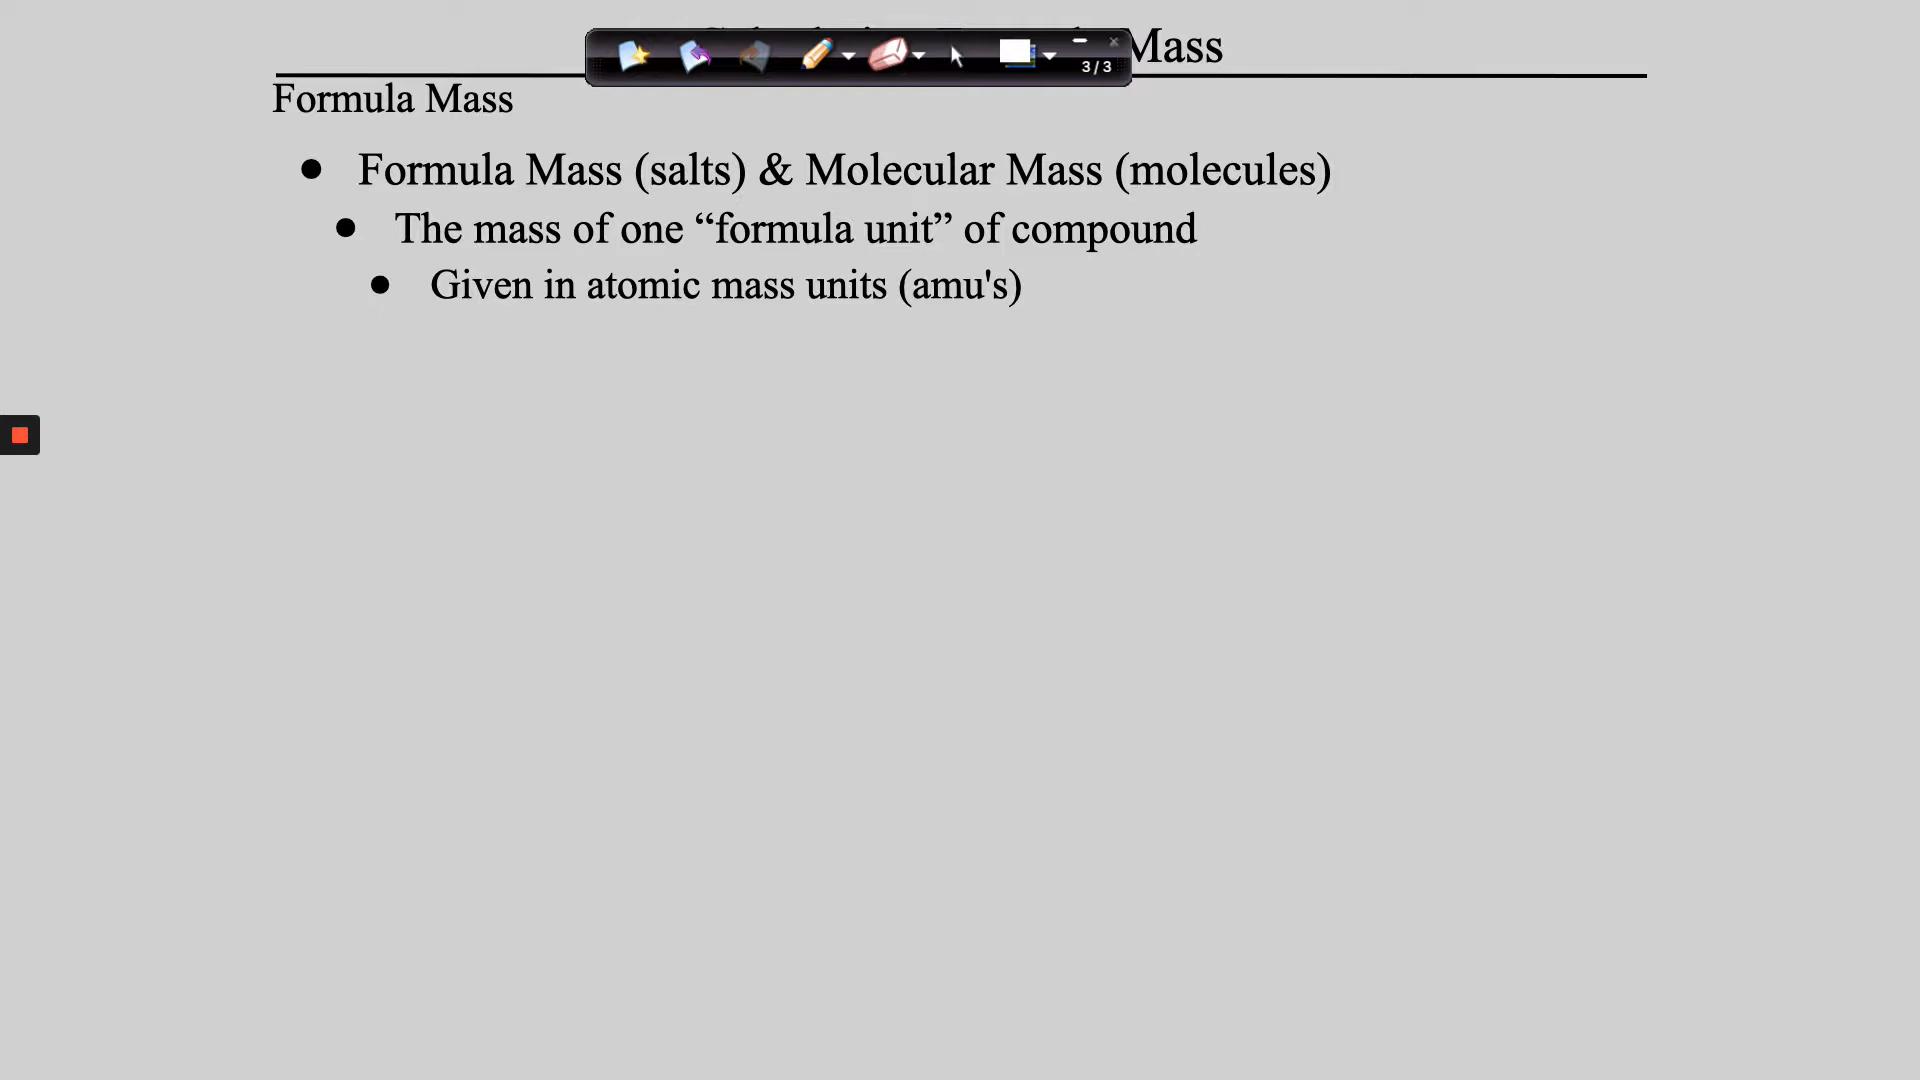 Mass
3/3
Formula Mass
● Formula Mass (salts) & Molecular Mass (molecules)
● The mass of one “formula unit” of compound
● Given in atomic mass units (amu's)